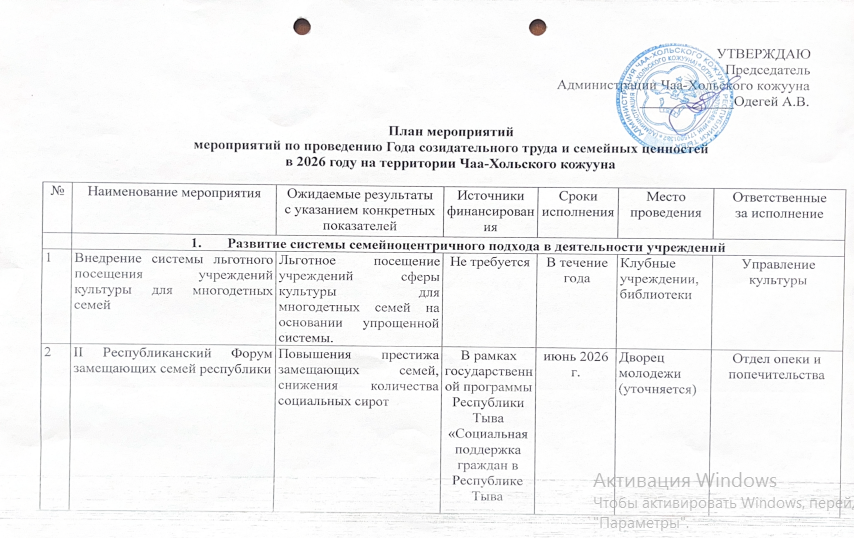 УТВЕРЖДАЮ
Председатель
Администрации Чаа-Хольского кожууна
Одегей А.В.
План мероприятий
мероприятий по проведению Года созидательного труда и семейных ценностей
в 2026 году на территории Чаа-Хольского кожууна
№ Наименование мероприятия Ожидаемые результаты Источники Сроки Место Ответственные
с указанием конкретных финансирован исполнения проведения за исполнение
показателей ия
1. Развитие системы семейноцентричного подхода в деятельности учреждений
1 Внедрение системы льготного Льготное посещение Не требуется В течение Клубные Управление
посещения учреждений учреждений сферы года учреждении, культуры
культуры для многодетных культуры для библиотеки
семей многодетных семей на
основании упрощенной
системы.
2 II Республиканский Форум Повышения престижа В рамках июнь 2026 Дворец Отдел опеки и
замещающих семей республики замещающих семей, государственн г. молодежи попечительства
снижения количества ой программы (уточняется)
социальных сирот Республики
Тыва
«Социальная
поддержка
граждан в
Республике
Тыва
Активация Windows
Чтобы активировать Windows, перей
"Параметры".